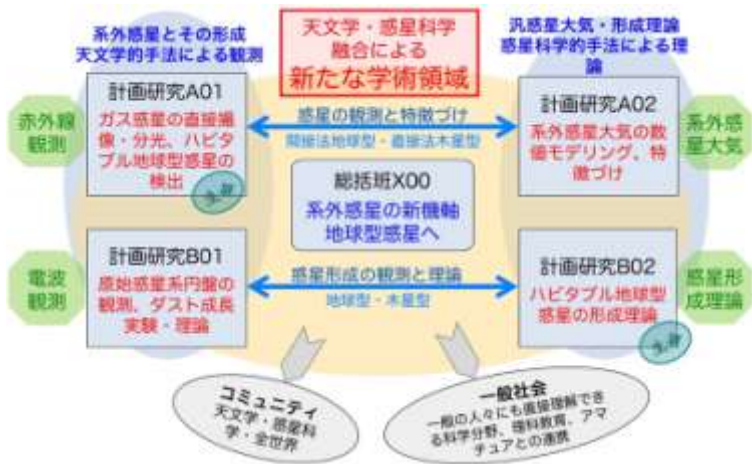 系外惑星とその形成
天文学的手法による観測
天文学・惑星科学
融合による
新たな学術領域
汎惑星大気・形成理論
惑星科学的手法による理
論
赤外線
観測
計画研究A01
ガス惑星の直接撮
像・分光、ハビタ
ブル地球型惑星の
検出
惑星の観測と特徴づけ
間接法地球型・直接法木星型
計画研究A02
系外惑星大気の数
値モデリング、特
徴づけ
系外惑
星大気
総括班X00
系外惑星の新機軸
地球型惑星へ
電波
観測
計画研究B01
原始惑星系円盤の
観測、ダスト成長
実験・理論
惑星形成の観測と理論
地球型・木星型
計画研究B02
ハビタブル地球型
惑星の形成理論
惑星形
成理論
コミュニティ
天文学・惑星科
学・全世界
一般社会
一般の人々にも直接理解でき
る科学分野、理科教育、アマ
チュアとの連携